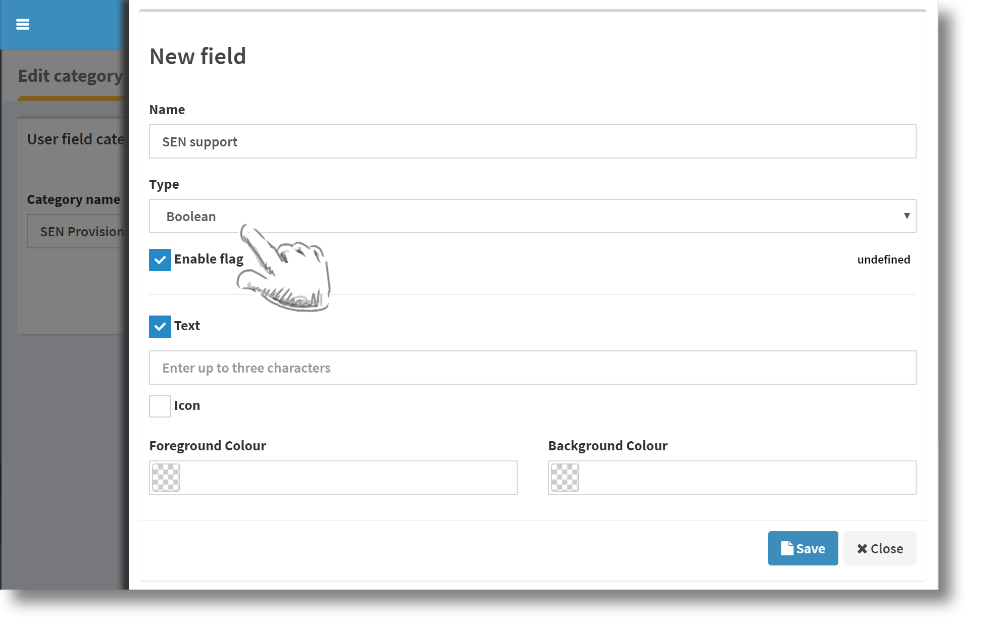 New field
Edit category
Name
User field cate
SEN support
Type
Category name
Boolean
SEN Provision
Enable flag
undefined
Text
Enter up to three characters
Icon
Foreground Colour
Background Colour
Save
Close